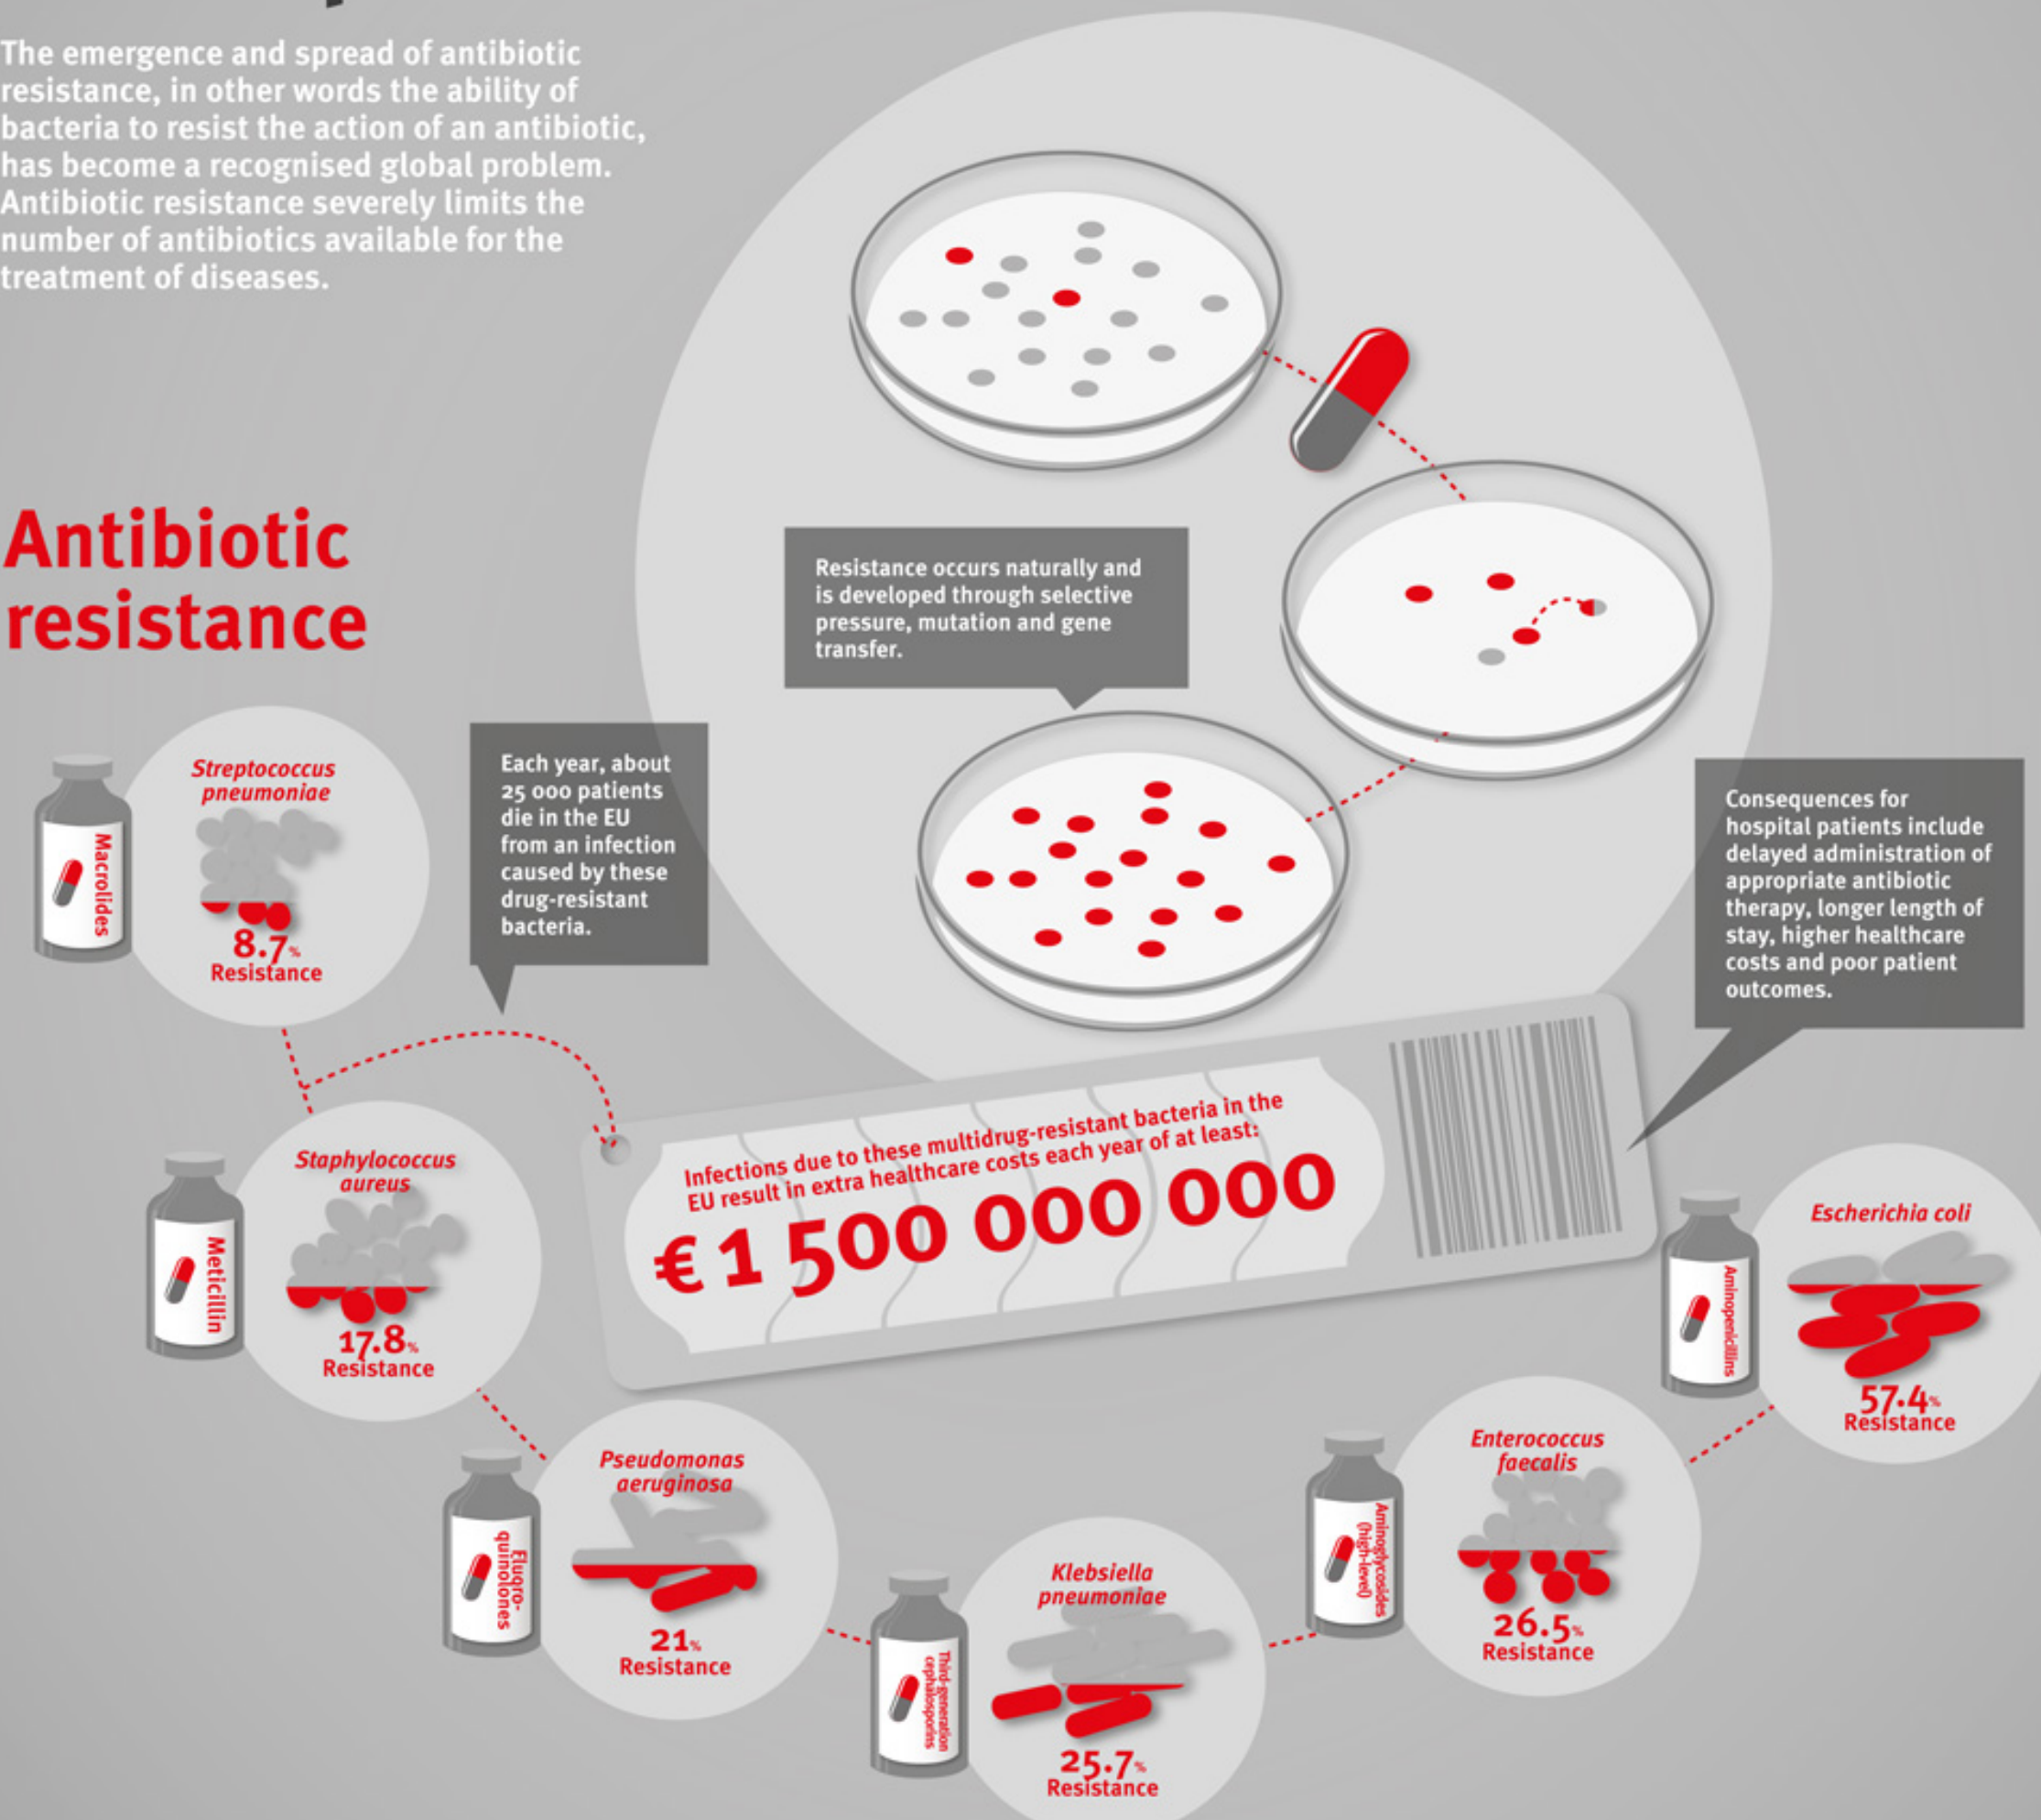 The emergence and spread of antibiotic
resistance, in other words the ability of
bacteria to resist the action of an antibiotic,
has become a recognised global problem.
Antibiotic resistance severely limits the
number of antibiotics available for the
treatment of diseases.
Antibiotic
resistance
Resistance occurs naturally and
is developed through selective
pressure, mutation and gene
transfer.
Streptococcus
pneumoniae
Macrolides
8.7%
Resistance
Each year, about
25 000 patients
die in the EU
from an infection
caused by these
drug-resistant
bacteria.
Consequences for
hospital patients include
delayed administration of
appropriate antibiotic
therapy, longer length of
stay, higher healthcare
costs and poor patient
outcomes.
Infections due to these multidrug-resistant bacteria in the
EU result in extra healthcare costs each year of at least:
€ 1 500 000 000
Staphylococcus
aureus
Meticillin
17.8%
Resistance
Pseudomonas
aeruginosa
Fluoro-
quinolones
21%
Resistance
Klebsiella
pneumoniae
Third-generation
cephalosporins
25.7%
Resistance
Enterococcus
faecalis
Aminoglycosides
(high-level)
26.5%
Resistance
Escherichia coli
Aminopenicillins
57.4%
Resistance